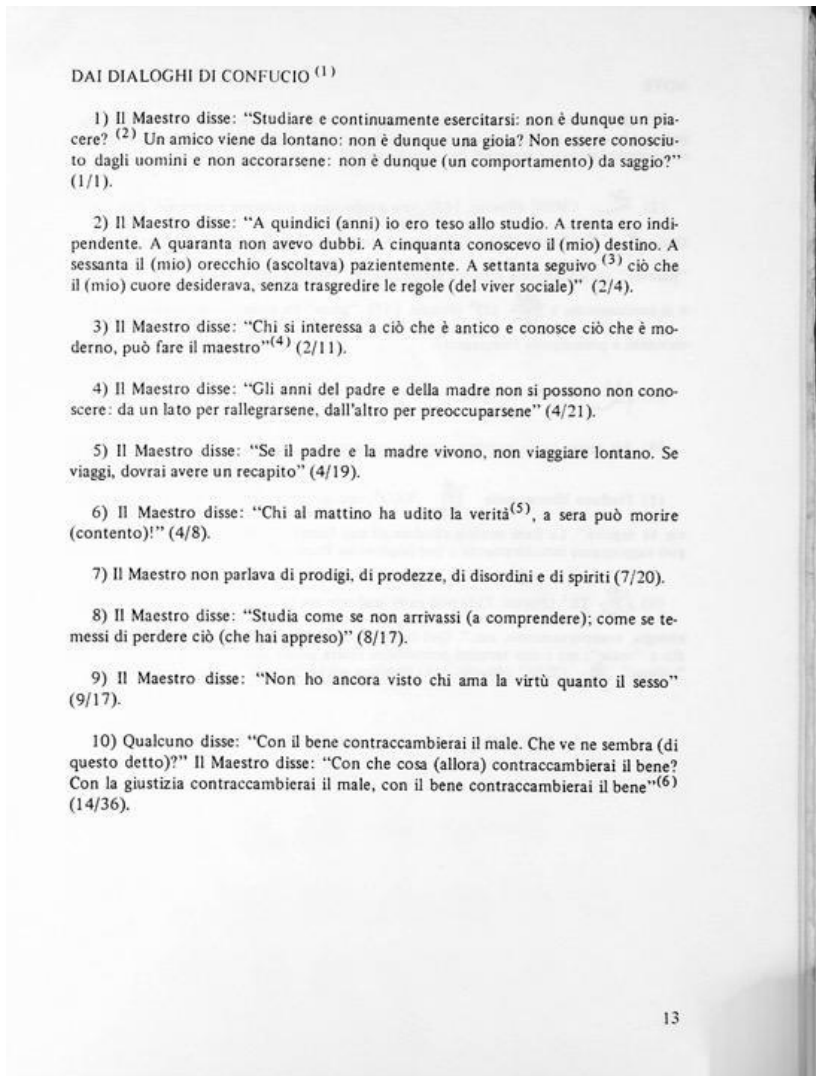 DAI DIALOGHI DI CONFUCIO (1)
1) Il Maestro disse: “Studiare e continuamente esercitarsi: non è dunque un pia-
cere? (2) Un amico viene da lontano: non è dunque una gioia? Non essere conosciu-
to dagli uomini e non accorarsene: non è dunque (un comportamento) da saggio?”
(1/1).
2) Il Maestro disse: “A quindici (anni) io ero teso allo studio. A trenta ero indi-
pendente. A quaranta non avevo dubbi. A cinquanta conoscevo il (mio) destino. A
sessanta il (mio) orecchio (ascoltava) pazientemente. A settanta seguivo (3) ciò che
il (mio) cuore desiderava, senza trasgredire le regole (del viver sociale)” (2/4).
3) Il Maestro disse: “Chi si interessa a ciò che è antico e conosce ciò che è mo-
derno, può fare il maestro”(4) (2/11).
4) Il Maestro disse: “Gli anni del padre e della madre non si possono non cono-
scere: da un lato per rallegrarsene, dall'altro per preoccuparsene” (4/21).
5) Il Maestro disse: “Se il padre e la madre vivono, non viaggiare lontano. Se
viaggi, dovrai avere un recapito” (4/19).
6) Il Maestro disse: “Chi al mattino ha udito la verità(5), a sera può morire
(contento)!” (4/8).
7) Il Maestro non parlava di prodigi, di prodezze, di disordini e di spiriti (7/20).
8) Il Maestro disse: “Studia come se non arrivassi (a comprendere); come se te-
messi di perdere ciò (che hai appreso)” (8/17).
9) Il Maestro disse: “Non ho ancora visto chi ama la virtù quanto il sesso”
(9/17).
10) Qualcuno disse: “Con il bene contraccambierai il male. Che ve ne sembra (di
questo detto)?” Il Maestro disse: “Con che cosa (allora) contraccambierai il bene?
Con la giustizia contraccambierai il male, con il bene contraccambierai il bene”(6)
(14/36).
13